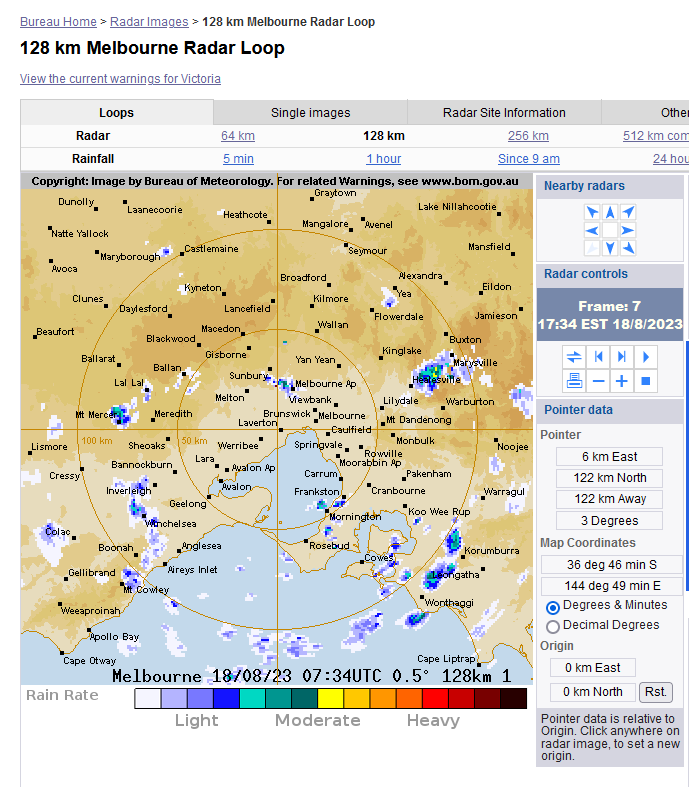 Bureau Home > Radar Images > 128 km Melbourne Radar Loop
128 km Melbourne Radar Loop
View the current warnings for Victoria
Loops Single images Radar Site Information Other
Radar 64 km 128 km 256 km 512 km com
Rainfall 5 min 1 hour Since 9 am 24 hou
Copyright: Image by Bureau of Meteorology. For related Warnings, see www.bom.gov.au
Graytown
Dunolly
Laanecoorie
Heathcote
Lake Nillahcootie
Mangalore
Avenel
Natte Yallock
Maryborough
Castlemaine
Seymour
Mansfield
Avoca
Broadford
Alexandra
Kyneton
Yea
Eildon
Clunes
Daylesford
Lancefield
Kilmore
Flowerdale
Jamieson
Beaufort
Macedon
Wallan
Blackwood
Buxton
Gisborne
Kinglake
Ballarat
Ballan
Yan Yean
Marysville
Lal Lal
Sunbury
Melbourne Ap
Healesville
Melton
Viewbank
Lilydale
Warburton
Mt Mercer
Meredith
Brunswick
Melbourne
Mt Dandenong
Laverton
Caulfield
100 km
50 km
Sheoaks
Werribee
Springvale
Monbulk
Noojee
Lismore
Rowville
Bannockburn
Lara
Avalon Ap
Moorabbin Ap
Cressy
Carrum
Pakenham
Inverleigh
Avalon
Frankston
Cranbourne
Warragul
Geelong
Koo Wee Rup
Winchelsea
Mornington
Colac
Boonah
Anglesea
Rosebud
Korumburra
Cowes
Gellibrand
Aireys Inlet
Mt Cowley
Wonthaggi
Weeaproinah
Apollo Bay
Cape Otway
Cape Liptrap
Melbourne 18/08/23 07:34UTC 0.5° 128km 1
Rain Rate
Light Moderate Heavy
Nearby radars
Radar controls
Frame: 7
17:34 EST 18/8/2023
Pointer data
Pointer
6 km East
122 km North
122 km Away
3 Degrees
Map Coordinates
36 deg 46 min S
144 deg 49 min E
Degrees & Minutes
Decimal Degrees
Origin
0 km East
0 km North Rst.
Pointer data is relative to
Origin. Click anywhere on
radar image, to set a new
origin.